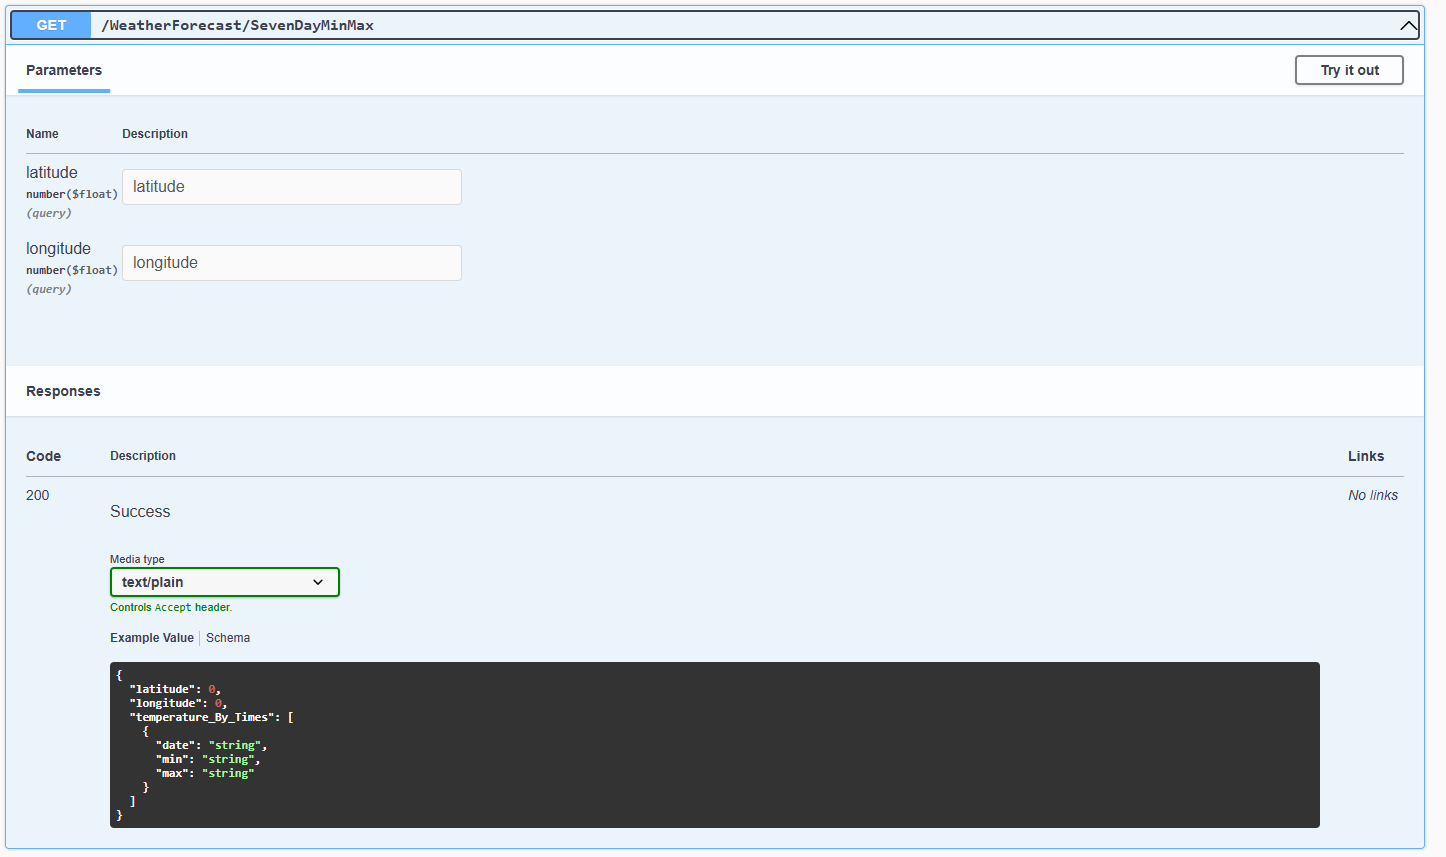 GET /WeatherForecast/SevenDayMinMax
Parameters
Try it out
Name Description
latitude
number($float)
(query)
latitude
longitude
number($float)
(query)
longitude
Responses
Code Description Links
200 Success No links
Media type
text/plain
Controls Accept header.
Example Value Schema
{
  "latitude": 0,
  "longitude": 0,
  "temperature_By_Times": [
    {
      "date": "string",
      "min": "string",
      "max": "string"
    }
  ]
}